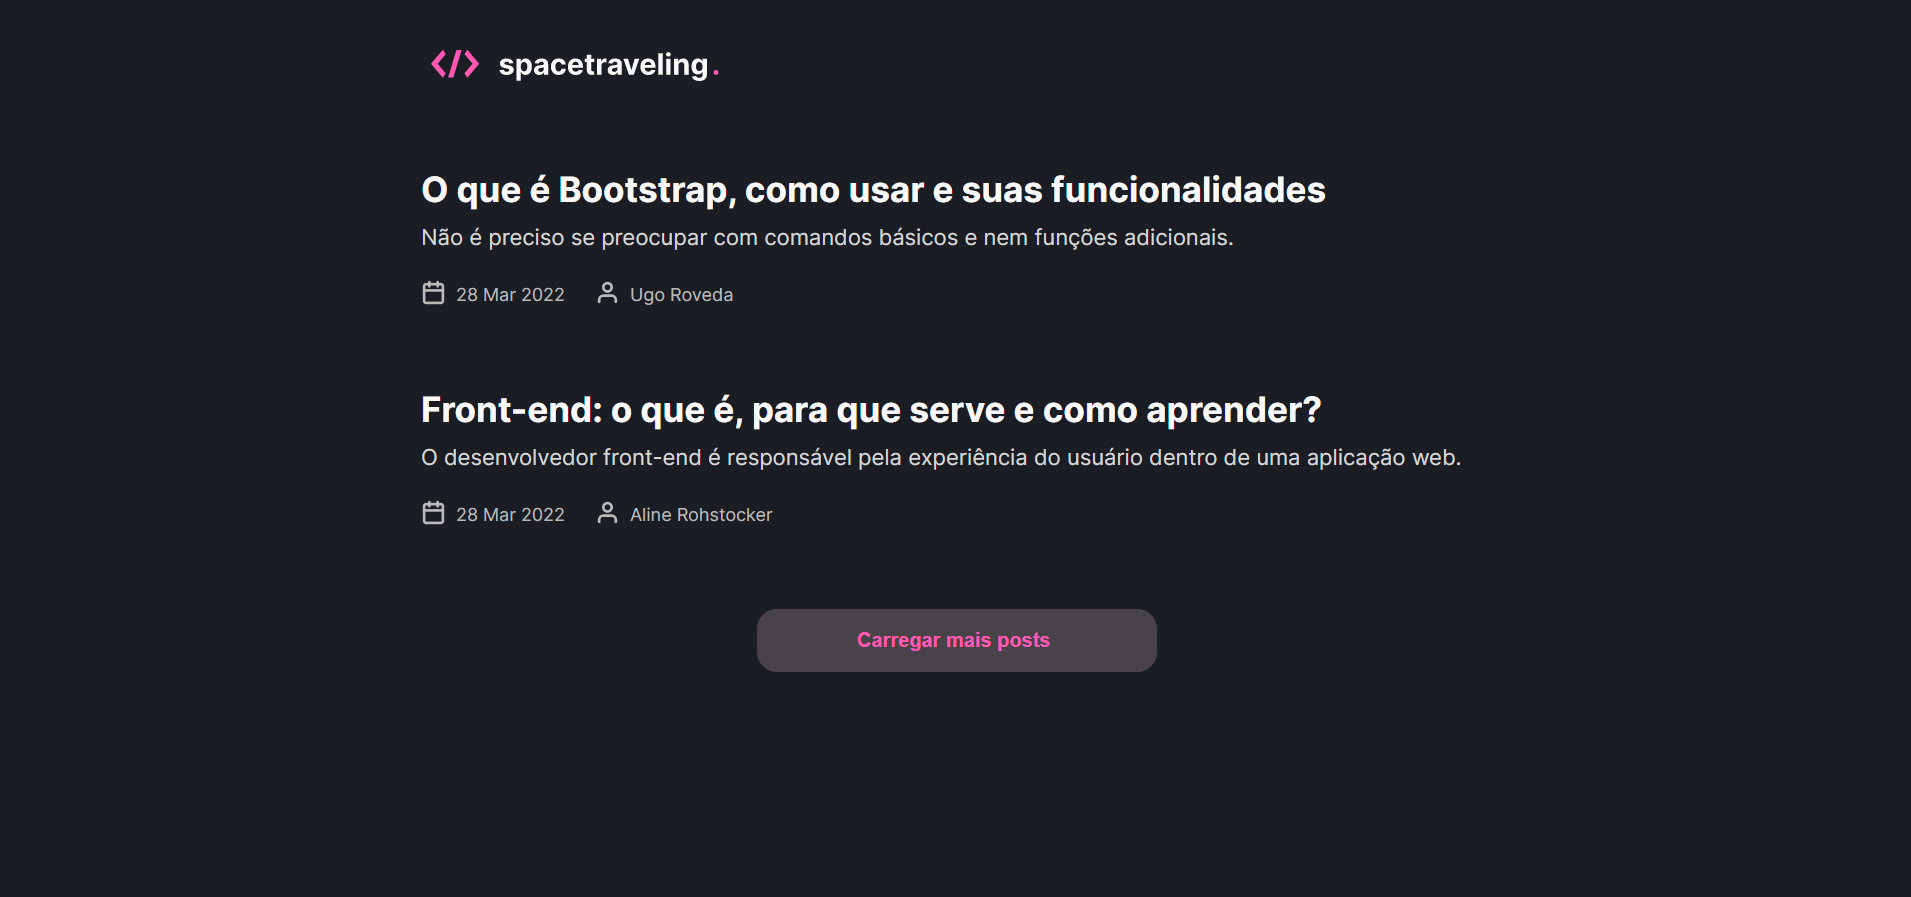 </> spacetraveling.
O que é Bootstrap, como usar e suas funcionalidades
Não é preciso se preocupar com comandos básicos e nem funções adicionais.
28 Mar 2022 Ugo Roveda
Front-end: o que é, para que serve e como aprender?
O desenvolvedor front-end é responsável pela experiência do usuário dentro de uma aplicação web.
28 Mar 2022 Aline Rohstocker
Carregar mais posts